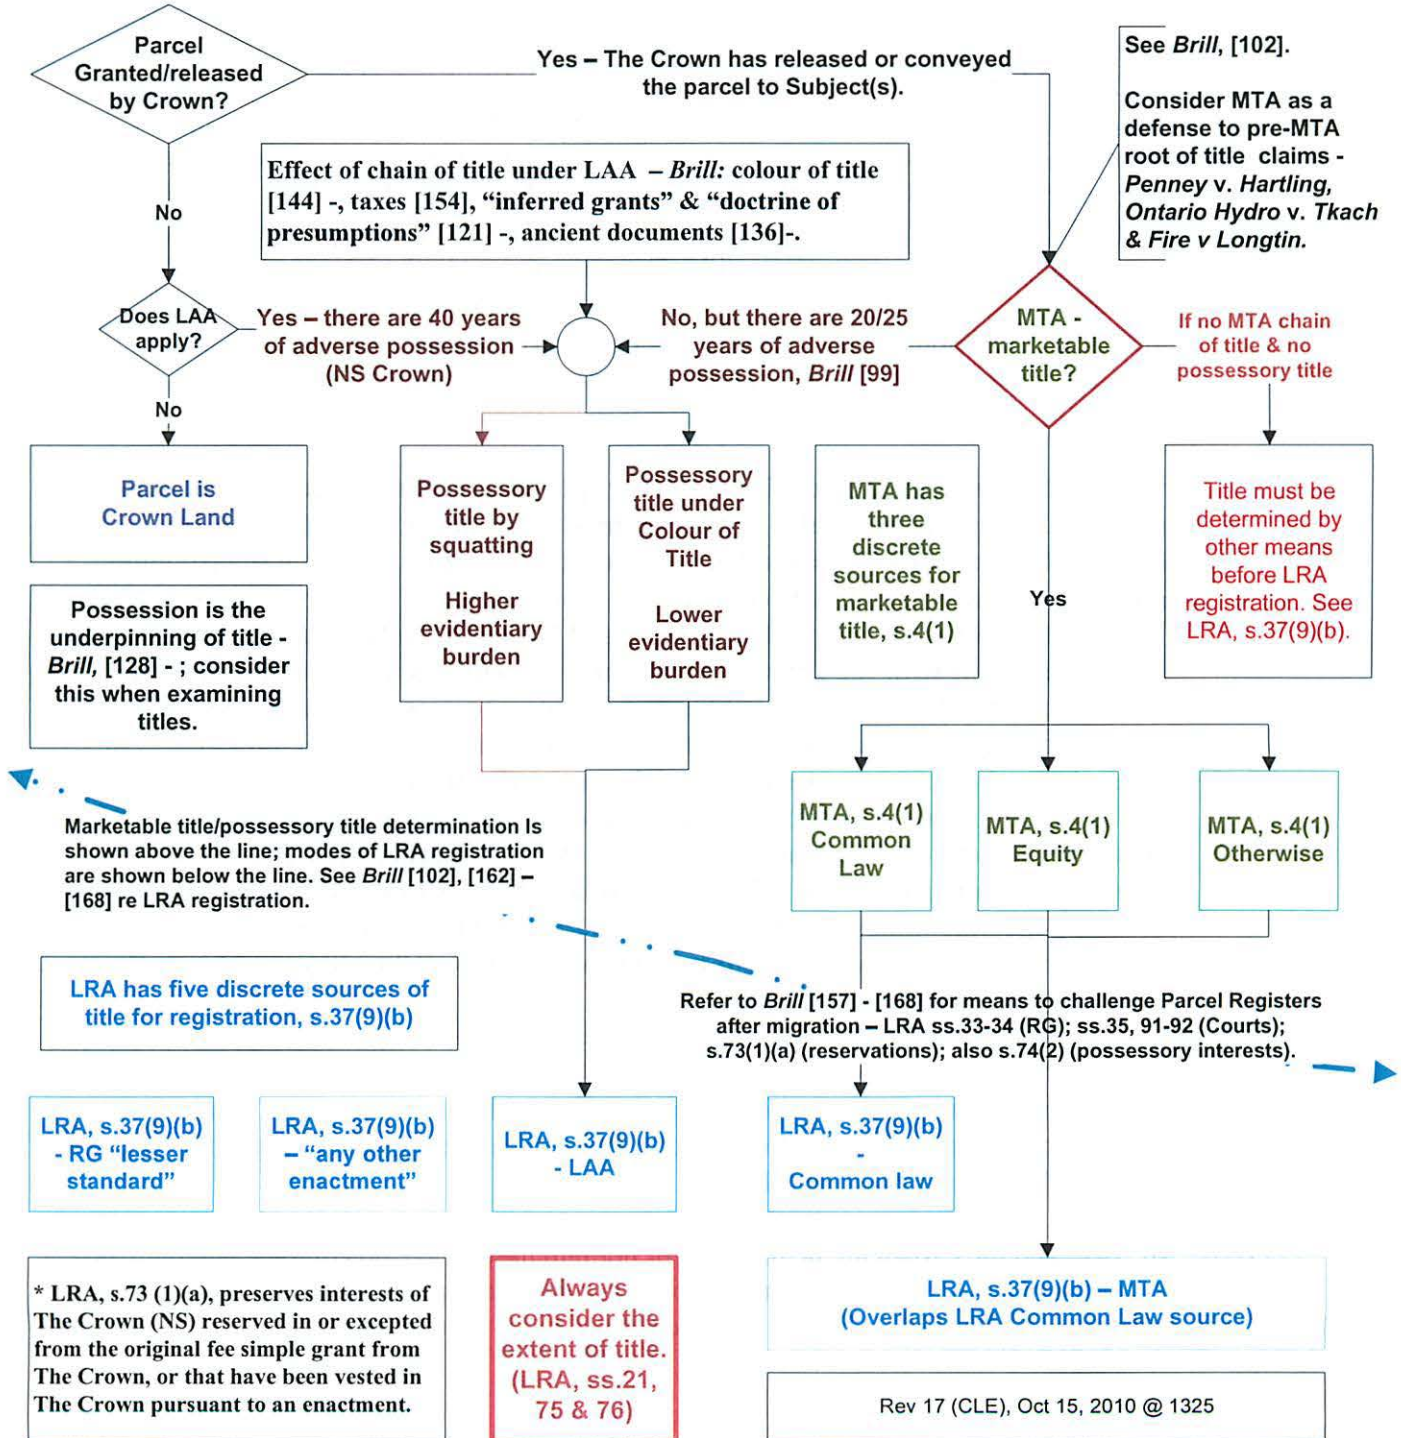 Parcel
Granted/released
by Crown?
Yes – The Crown has released or conveyed
the parcel to Subject(s).
See Brill, [102].
Consider MTA as a
defense to pre-MTA
root of title claims -
Penney v. Hartling,
Ontario Hydro v. Tkach
& Fire v Longtin.
No
Effect of chain of title under LAA – Brill: colour of title
[144] -, taxes [154], “inferred grants” & “doctrine of
presumptions” [121] -, ancient documents [136]-.
Does LAA
apply?
Yes – there are 40 years
of adverse possession
(NS Crown)
No, but there are 20/25
years of adverse
possession, Brill [99]
MTA -
marketable
title?
If no MTA chain
of title & no
possessory title
No
Parcel is
Crown Land
Possessory
title by
squatting
Higher
evidentiary
burden
Possessory
title under
Colour of
Title
Lower
evidentiary
burden
MTA has
three
discrete
sources for
marketable
title, s.4(1)
Yes
Title must be
determined by
other means
before LRA
registration. See
LRA, s.37(9)(b).
Possession is the
underpinning of title -
Brill, [128] - ; consider
this when examining
titles.
Marketable title/possessory title determination Is
shown above the line; modes of LRA registration
are shown below the line. See Brill [102], [162] –
[168] re LRA registration.
MTA, s.4(1)
Common
Law
MTA, s.4(1)
Equity
MTA, s.4(1)
Otherwise
LRA has five discrete sources of
title for registration, s.37(9)(b)
Refer to Brill [157] - [168] for means to challenge Parcel Registers
after migration – LRA ss.33-34 (RG); ss.35, 91-92 (Courts);
s.73(1)(a) (reservations); also s.74(2) (possessory interests).
LRA, s.37(9)(b)
- RG “lesser
standard”
LRA, s.37(9)(b)
– “any other
enactment”
LRA, s.37(9)(b)
- LAA
LRA, s.37(9)(b)
-
Common law
* LRA, s.73 (1)(a), preserves interests of
The Crown (NS) reserved in or excepted
from the original fee simple grant from
The Crown, or that have been vested in
The Crown pursuant to an enactment.
Always
consider the
extent of title.
(LRA, ss.21,
75 & 76)
LRA, s.37(9)(b) – MTA
(Overlaps LRA Common Law source)
Rev 17 (CLE), Oct 15, 2010 @ 1325